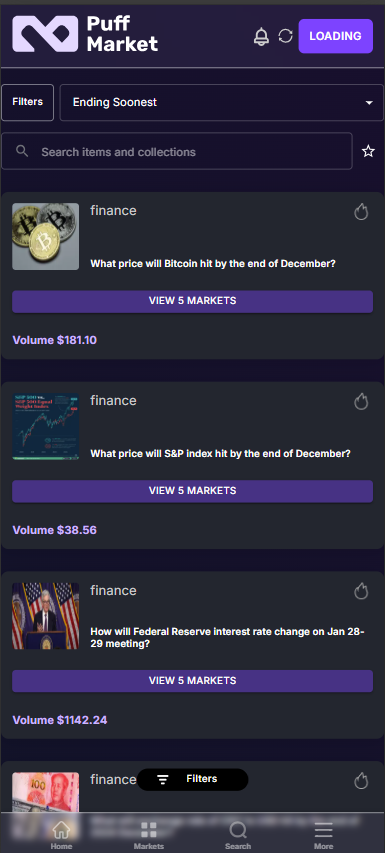 Puff
Market
LOADING
Filters
Ending Soonest
Search items and collections
finance
What price will Bitcoin hit by the end of December?
VIEW 5 MARKETS
Volume $181.10
finance
What price will S&P index hit by the end of December?
VIEW 5 MARKETS
Volume $38.56
finance
How will Federal Reserve interest rate change on Jan 28-
29 meeting?
VIEW 5 MARKETS
Volume $1142.24
100
finance
Filters
Home
Markets
Search
More